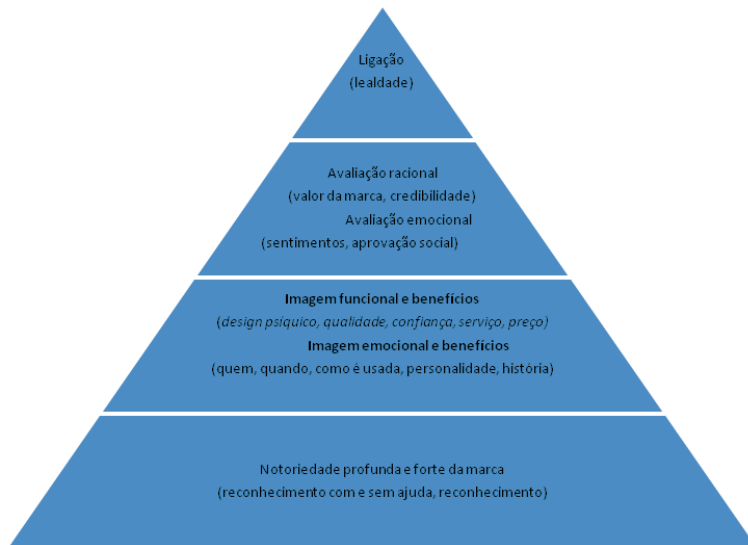 Ligação
(lealdade)
Avaliação racional
(valor da marca, credibilidade)
Avaliação emocional
(sentimentos, aprovação social)
Imagem funcional e benefícios
(design psíquico, qualidade, confiança, serviço, preço)
Imagem emocional e benefícios
(quem, quando, como é usada, personalidade, história)
Notoriedade profunda e forte da marca
(reconhecimento com e sem ajuda, reconhecimento)